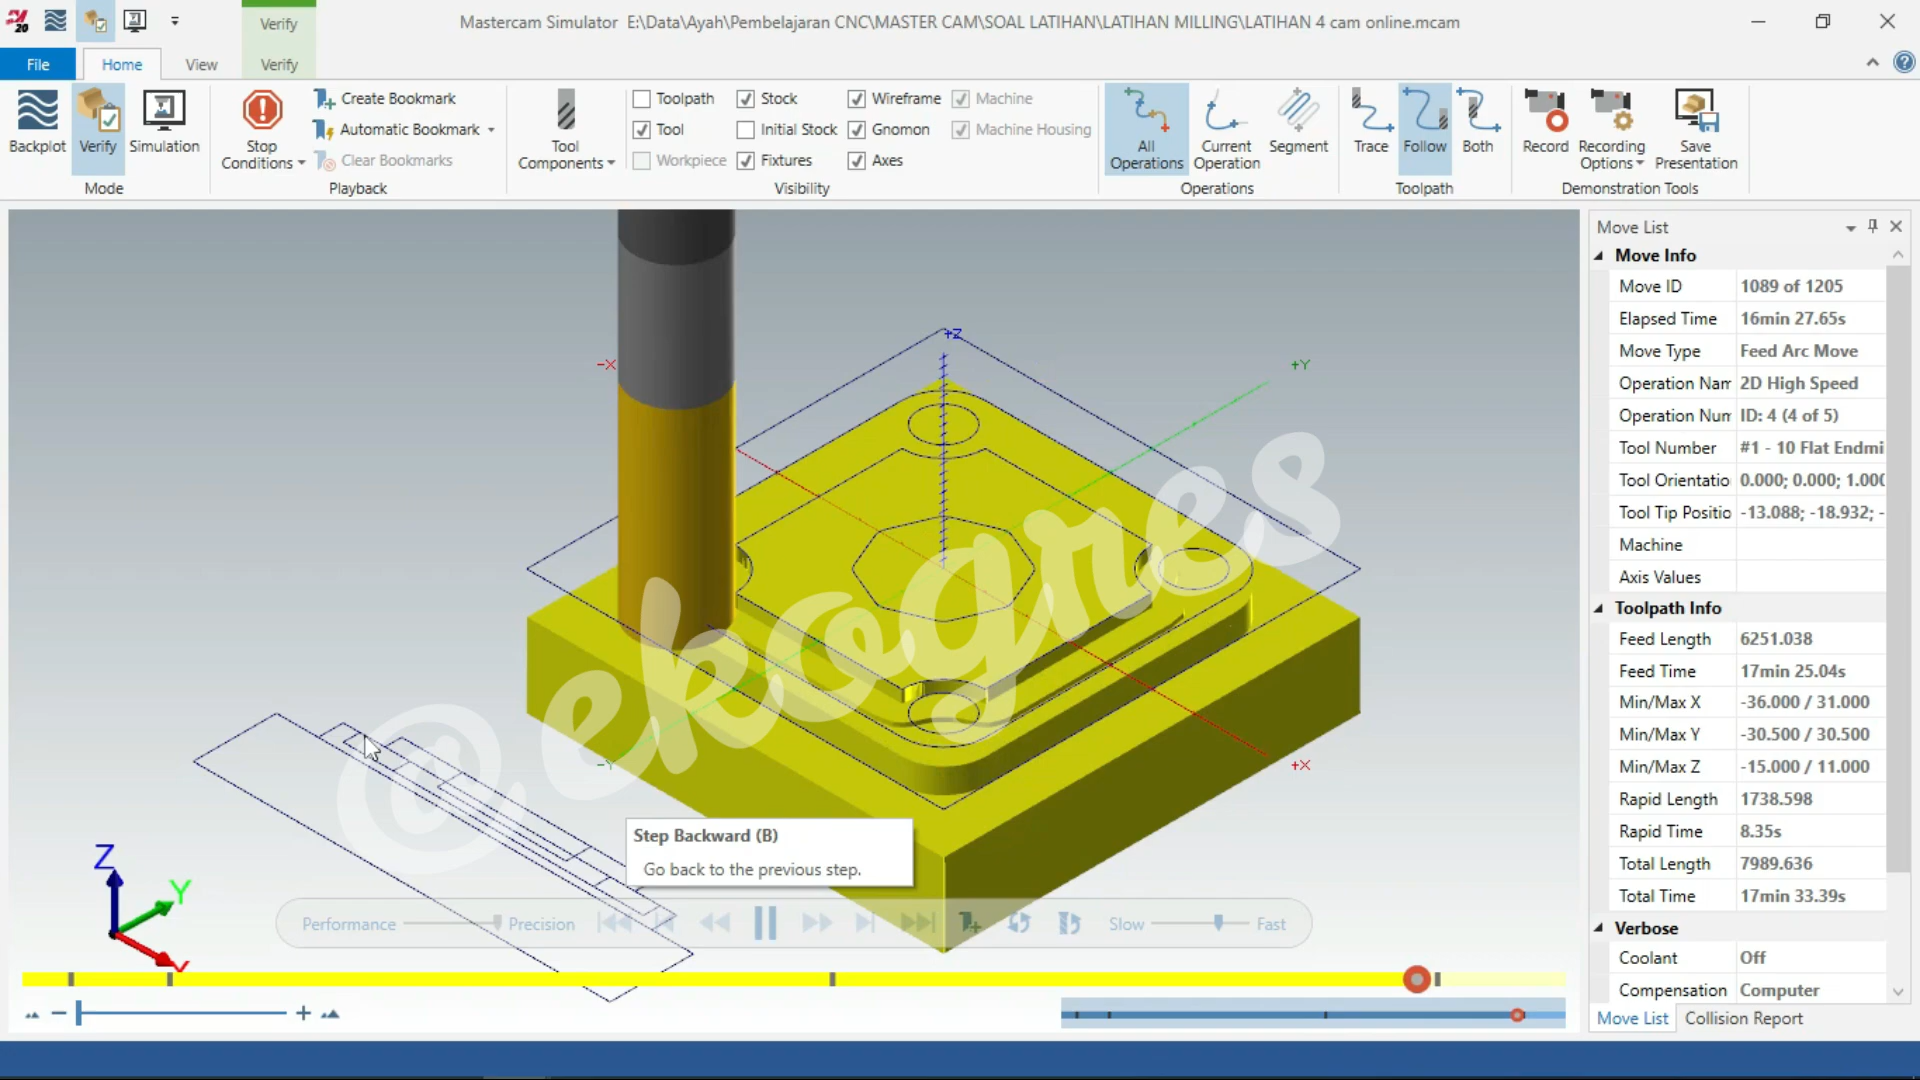 Verify
Mastercam Simulator E:\Data\Ayah\Pembelajaran CNC\MASTER CAM\SOAL LATIHAN\LATIHAN MILLING\LATIHAN 4 cam online.mcam
20
File
Home
View
Verify
Backplot
Verify
Simulation
Mode
Stop
Conditions
Create Bookmark
Automatic Bookmark
Clear Bookmarks
Playback
Tool
Components
Toolpath
Tool
Workpiece
Stock
Initial Stock
Fixtures
Wireframe
Gnomon
Axes
Machine
Machine Housing
Visibility
All
Operations
Current
Operation
Segment
Operations
Trace
Follow
Both
Toolpath
Record
Recording
Options
Save
Presentation
Demonstration Tools
+Z
-X
+Y
-Y
+X
@ekogres
Z
Y
Step Backward (B)
Go back to the previous step.
Performance
Precision
Slow
Fast
Move List
Move Info
Move ID 1089 of 1205
Elapsed Time 16min 27.65s
Move Type Feed Arc Move
Operation Nam 2D High Speed
Operation Num ID: 4 (4 of 5)
Tool Number #1 - 10 Flat Endmi
Tool Orientatio 0.000; 0.000; 1.000
Tool Tip Positio -13.088; -18.932; -
Machine
Axis Values
Toolpath Info
Feed Length 6251.038
Feed Time 17min 25.04s
Min/Max X -36.000 / 31.000
Min/Max Y -30.500 / 30.500
Min/Max Z -15.000 / 11.000
Rapid Length 1738.598
Rapid Time 8.35s
Total Length 7989.636
Total Time 17min 33.39s
Verbose
Coolant Off
Compensation Computer
Move List
Collision Report